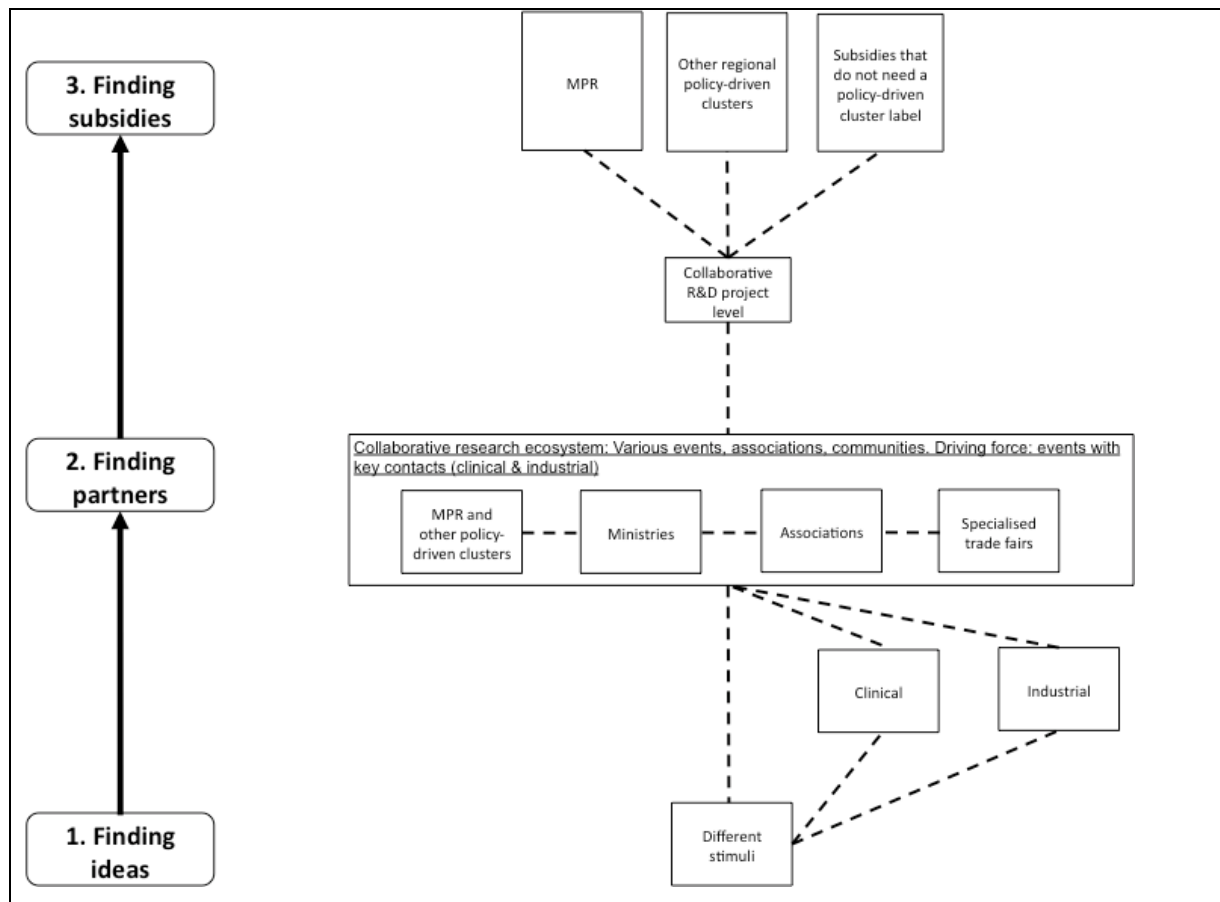 3. Finding
subsidies
MPR
Other regional
policy-driven
clusters
Subsidies that
do not need a
policy-driven
cluster label
Collaborative
R&D project
level
2. Finding
partners
Collaborative research ecosystem: Various events, associations, communities. Driving force: events with
key contacts (clinical & industrial)
MPR and
other policy-
driven clusters
Ministries
Associations
Specialised
trade fairs
Clinical
Industrial
1. Finding
ideas
Different
stimuli